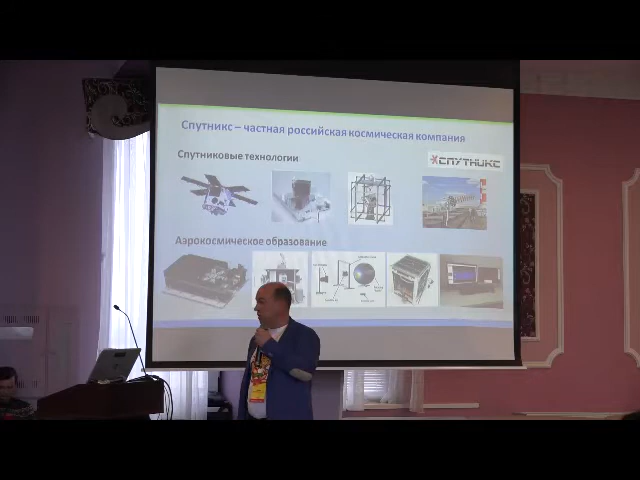 Спутникс – частная российская космическая компания
Спутниковые технологии
СПУТНИКС
Аэрокосмическое образование